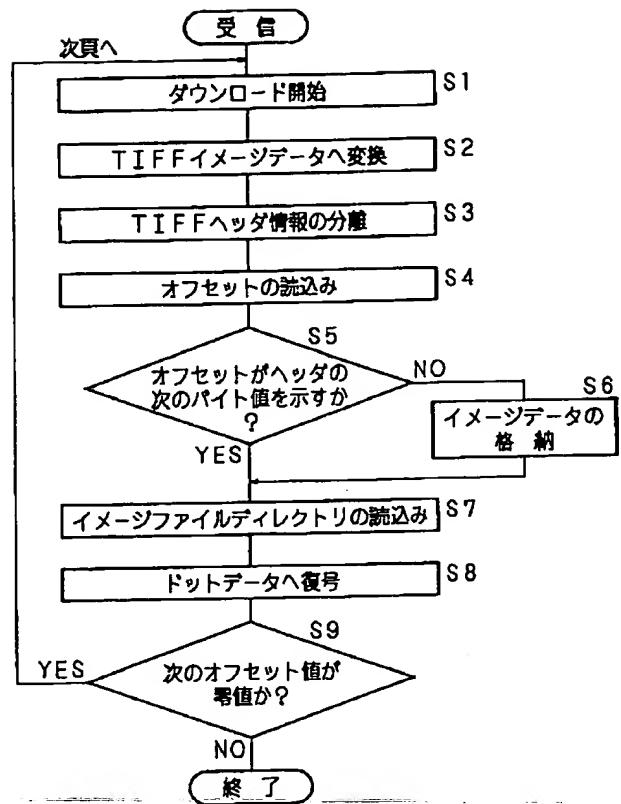 受信
次頁へ
ダウンロード開始
S1
TIFFイメージデータへ変換
S2
TIFFヘッダ情報の分離
S3
オフセットの読込み
S4
S5
オフセットがヘッダの
次のバイト値を示すか
?
NO
YES
S6
イメージデータの
格納
イメージファイルディレクトリの読込み
S7
ドットデータへ復号
S8
S9
次のオフセット値が
零値か?
YES
NO
終了